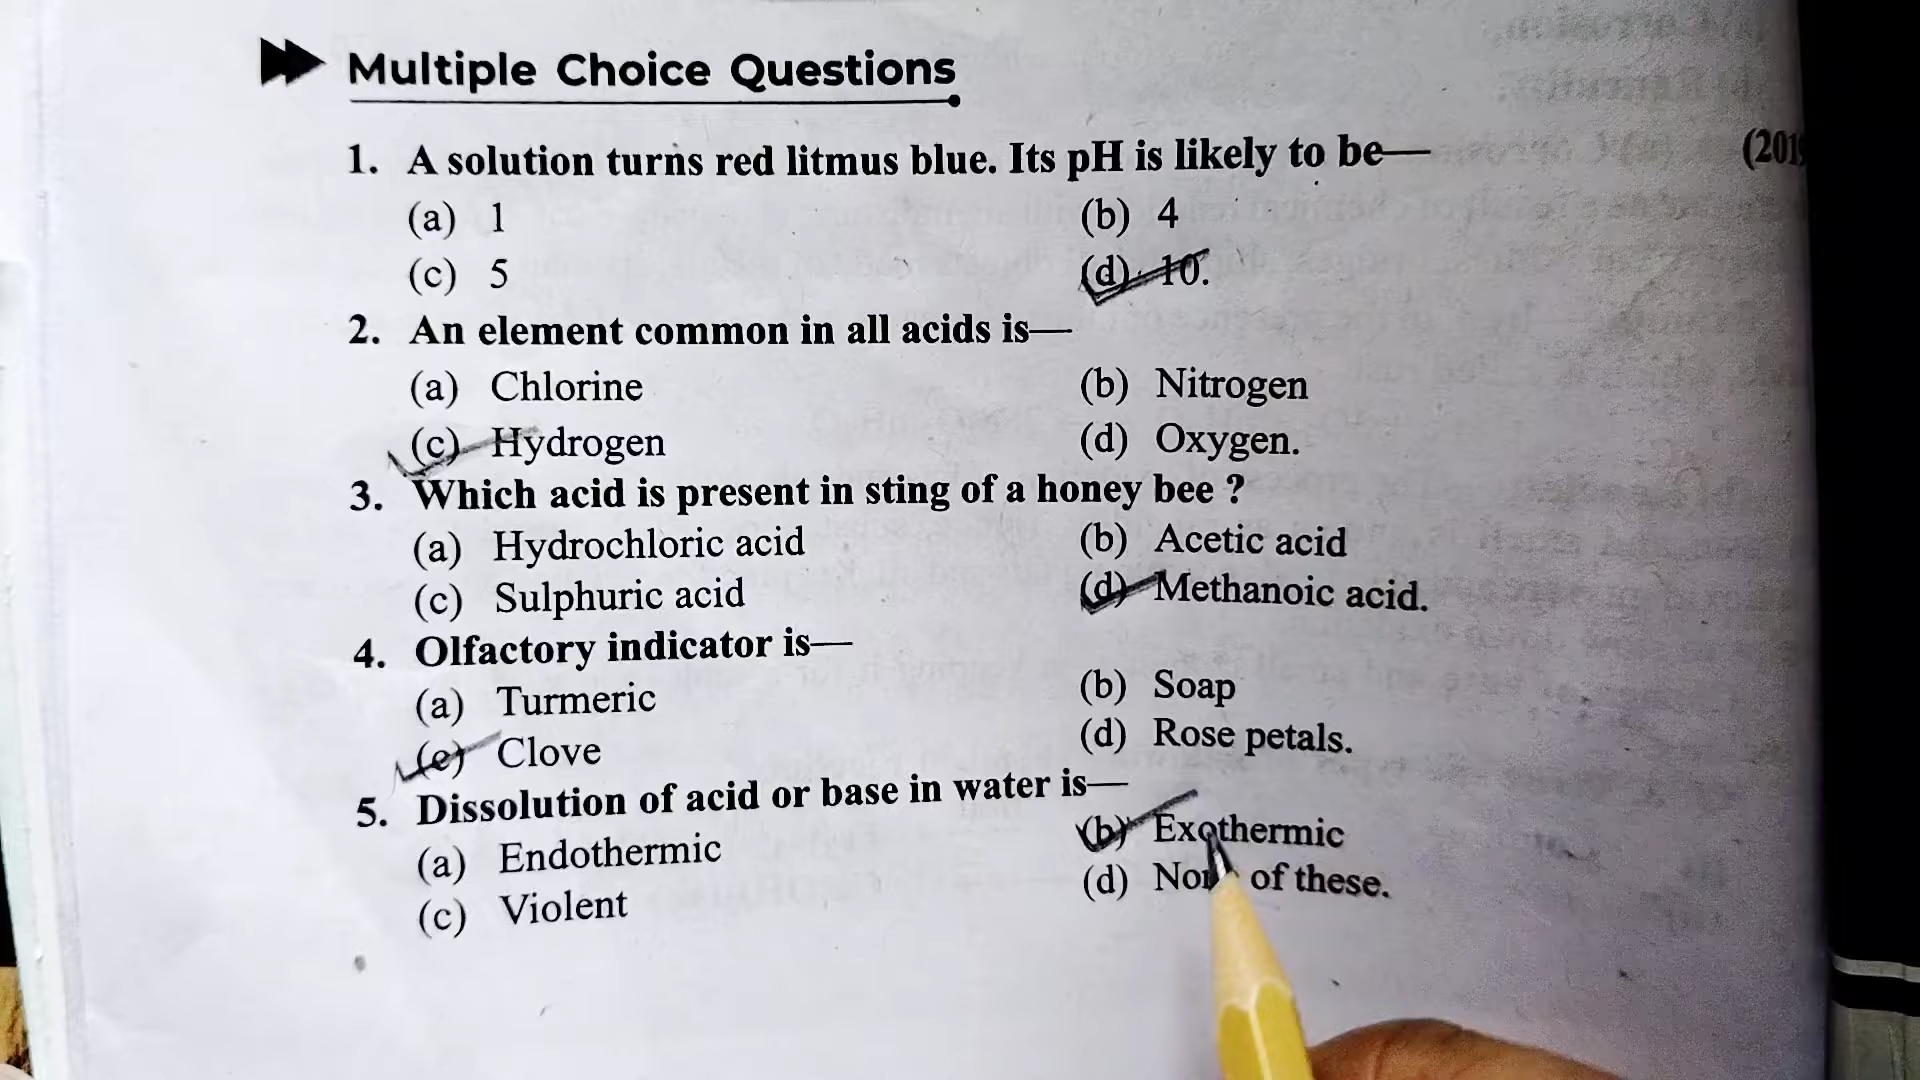 Multiple Choice Questions
1. A solution turns red litmus blue. Its pH is likely to be— (201
(a) 1 (b) 4
(c) 5 (d) 10.
2. An element common in all acids is—
(a) Chlorine (b) Nitrogen
(c) Hydrogen (d) Oxygen.
3. Which acid is present in sting of a honey bee ?
(a) Hydrochloric acid (b) Acetic acid
(c) Sulphuric acid (d) Methanoic acid.
4. Olfactory indicator is—
(a) Turmeric (b) Soap
(c) Clove (d) Rose petals.
5. Dissolution of acid or base in water is—
(a) Endothermic (b) Exothermic
(c) Violent (d) None of these.